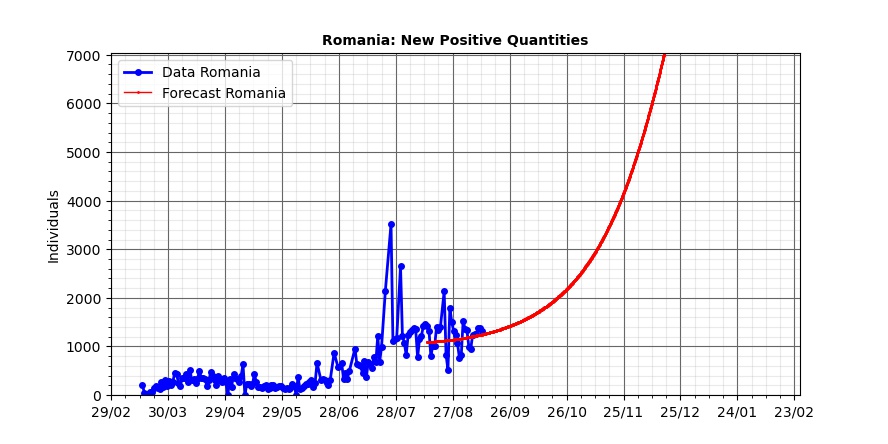 Romania: New Positive Quantities
Data Romania
Forecast Romania
Individuals
7000
6000
5000
4000
3000
2000
1000
0
29/02 30/03 29/04 29/05 28/06 28/07 27/08 26/09 26/10 25/11 25/12 24/01 23/02